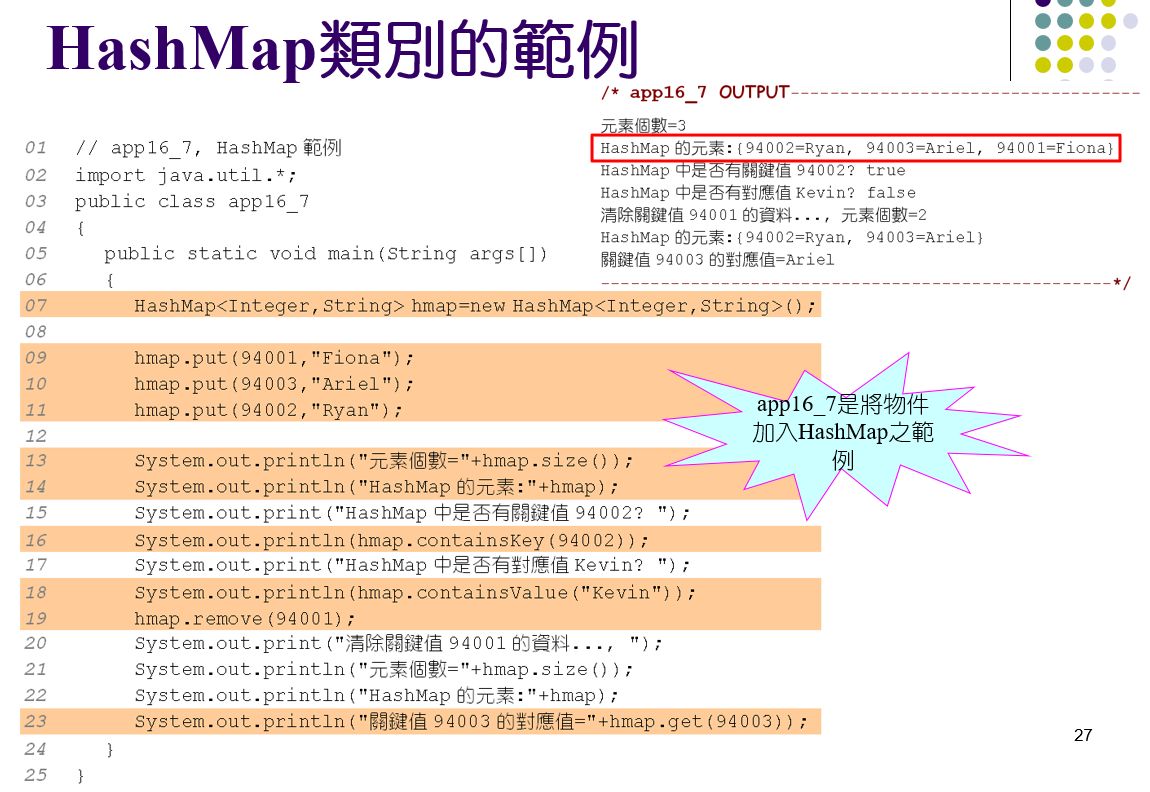 HashMap類別的範例
/* app16_7 OUTPUT-----------------------------------
元素個數=3
HashMap 的元素:{94002=Ryan, 94003=Ariel, 94001=Fiona}
HashMap 中是否有關鍵值 94002? true
HashMap 中是否有對應值 Kevin? false
清除關鍵值 94001 的資料..., 元素個數=2
HashMap 的元素:{94002=Ryan, 94003=Ariel}
關鍵值 94003 的對應值=Ariel
---------------------------------------------------*/
01 // app16_7, HashMap 範例
02 import java.util.*;
03 public class app16_7
04 {
05 public static void main(String args[])
06 {
07 HashMap<Integer,String> hmap=new HashMap<Integer,String>();
08
09 hmap.put(94001,"Fiona");
10 hmap.put(94003,"Ariel");
11 hmap.put(94002,"Ryan");
12
13 System.out.println("元素個數="+hmap.size());
14 System.out.println("HashMap 的元素:"+hmap);
15 System.out.print("HashMap 中是否有關鍵值 94002? ");
16 System.out.println(hmap.containsKey(94002));
17 System.out.print("HashMap 中是否有對應值 Kevin? ");
18 System.out.println(hmap.containsValue("Kevin"));
19 hmap.remove(94001);
20 System.out.print("清除關鍵值 94001 的資料..., ");
21 System.out.println("元素個數="+hmap.size());
22 System.out.println("HashMap 的元素:"+hmap);
23 System.out.println("關鍵值 94003 的對應值="+hmap.get(94003));
24 }
25 }
app16_7是將物件
加入HashMap之範
例
27